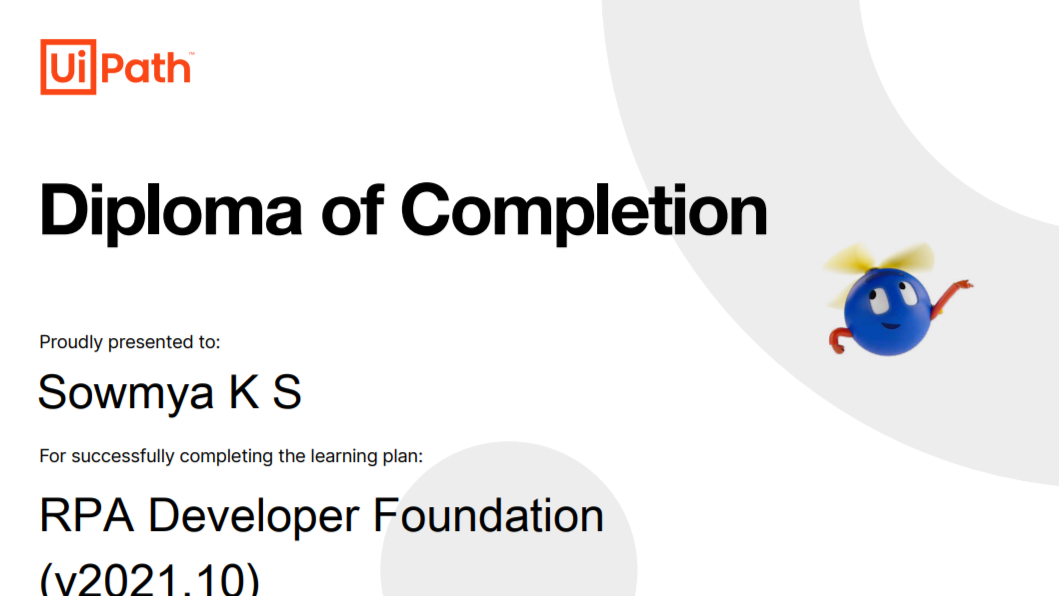 UiPath™
Diploma of Completion
Proudly presented to:
Sowmya K S
For successfully completing the learning plan:
RPA Developer Foundation
(v2021.10)